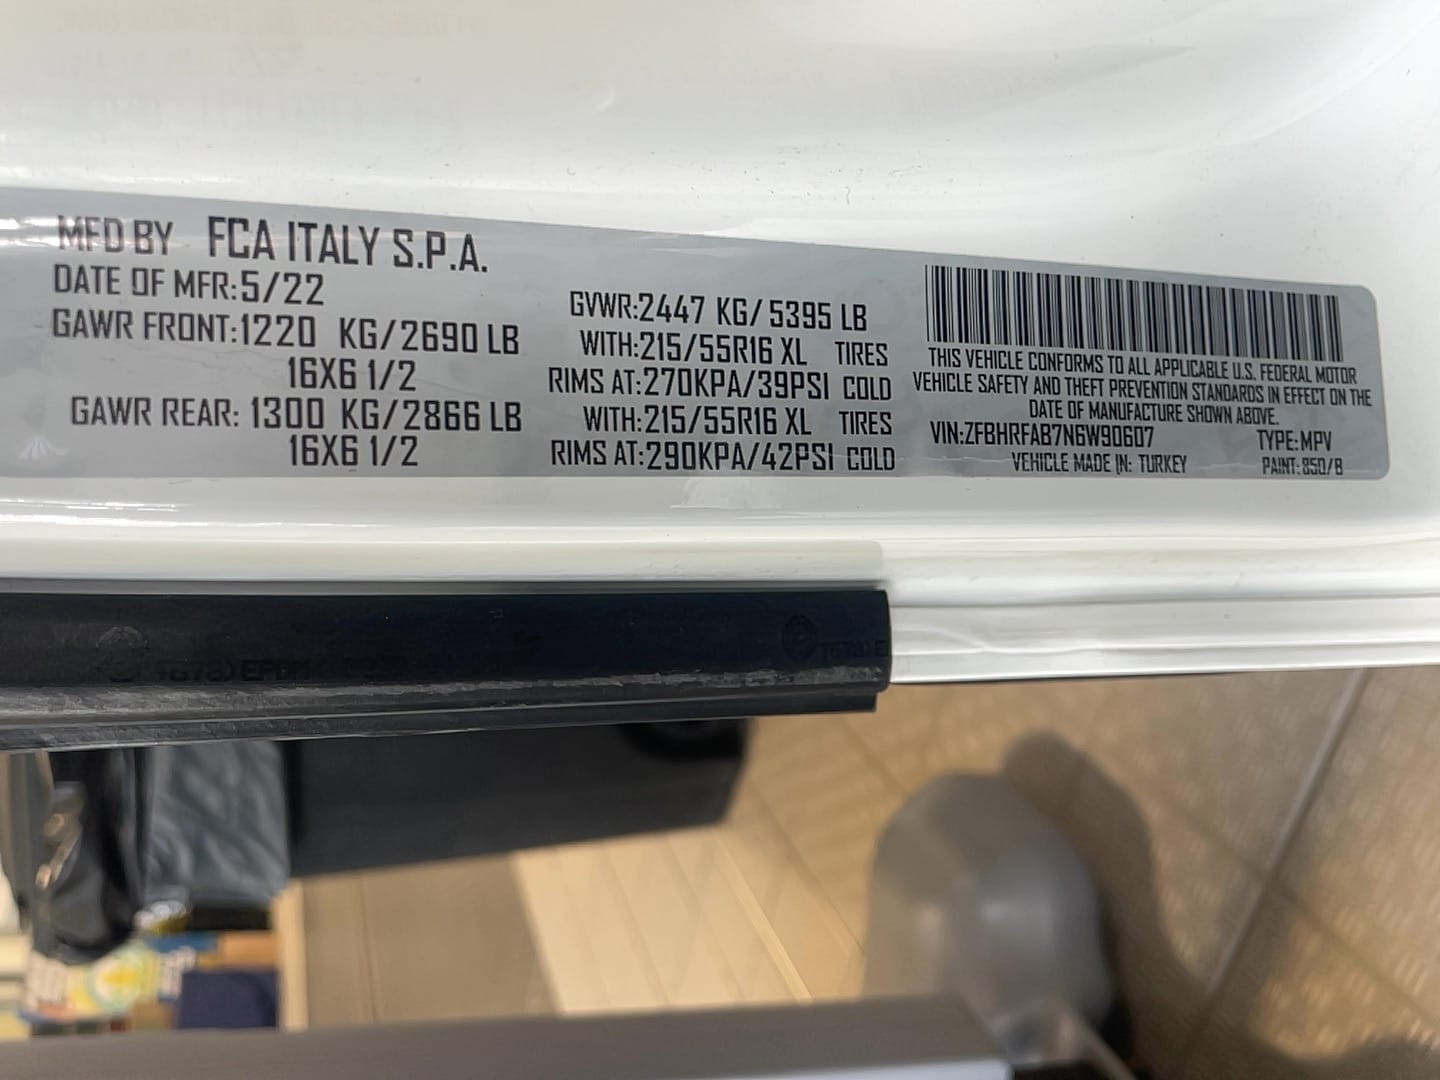 MFD BY FCA ITALY S.P.A.
DATE OF MFR:5/22
GAWR FRONT:1220 KG/2690 LB
16X6 1/2
GAWR REAR: 1300 KG/2866 LB
16X6 1/2
GVWR:2447 KG/ 5395 LB
WITH:215/55R16 XL TIRES
RIMS AT:270KPA/39PSI COLD
WITH:215/55R16 XL TIRES
RIMS AT:290KPA/42PSI COLD
THIS VEHICLE CONFORMS TO ALL APPLICABLE U.S. FEDERAL MOTOR
VEHICLE SAFETY AND THEFT PREVENTION STANDARDS IN EFFECT ON THE
DATE OF MANUFACTURE SHOWN ABOVE.
VIN:ZFBHRFAB7N6W90607 TYPE:MPV
VEHICLE MADE IN: TURKEY PAINT:850/B